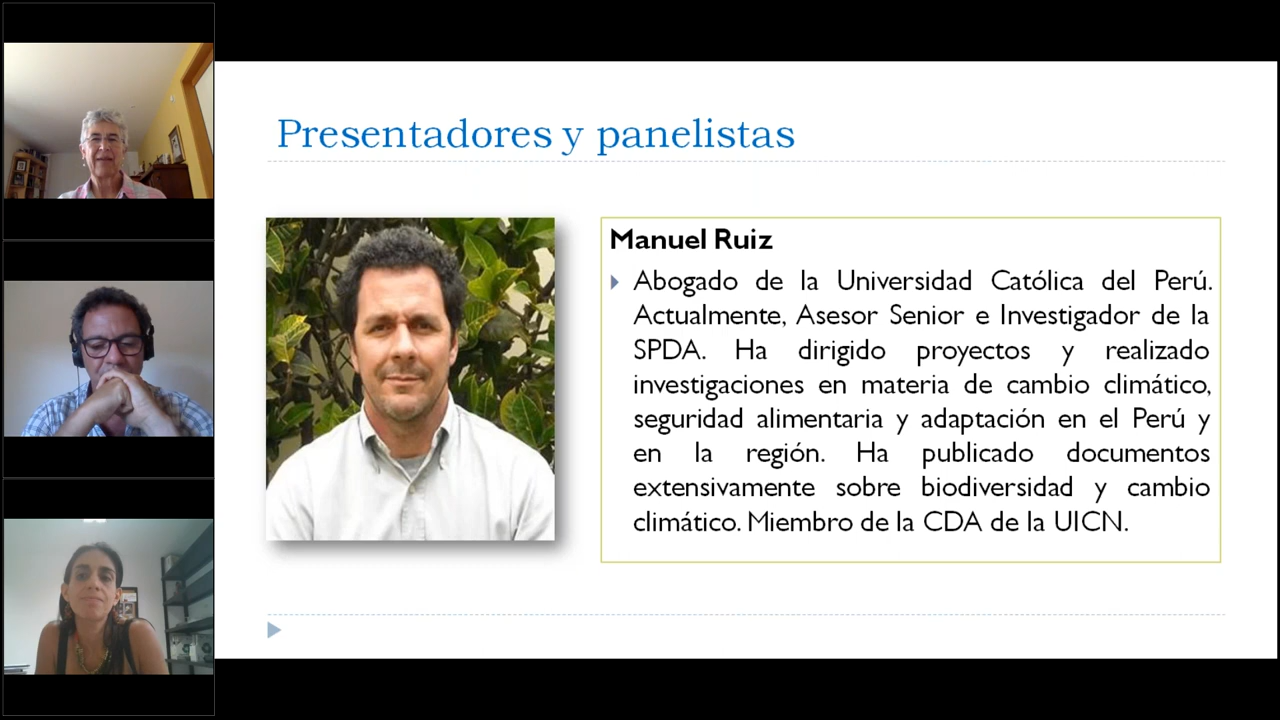 Presentadores y panelistas
Manuel Ruiz
Abogado de la Universidad Católica del Perú.
Actualmente, Asesor Senior e Investigador de la
SPDA. Ha dirigido proyectos y realizado
investigaciones en materia de cambio climático,
seguridad alimentaria y adaptación en el Perú y
en la región. Ha publicado documentos
extensivamente sobre biodiversidad y cambio
climático. Miembro de la CDA de la UICN.